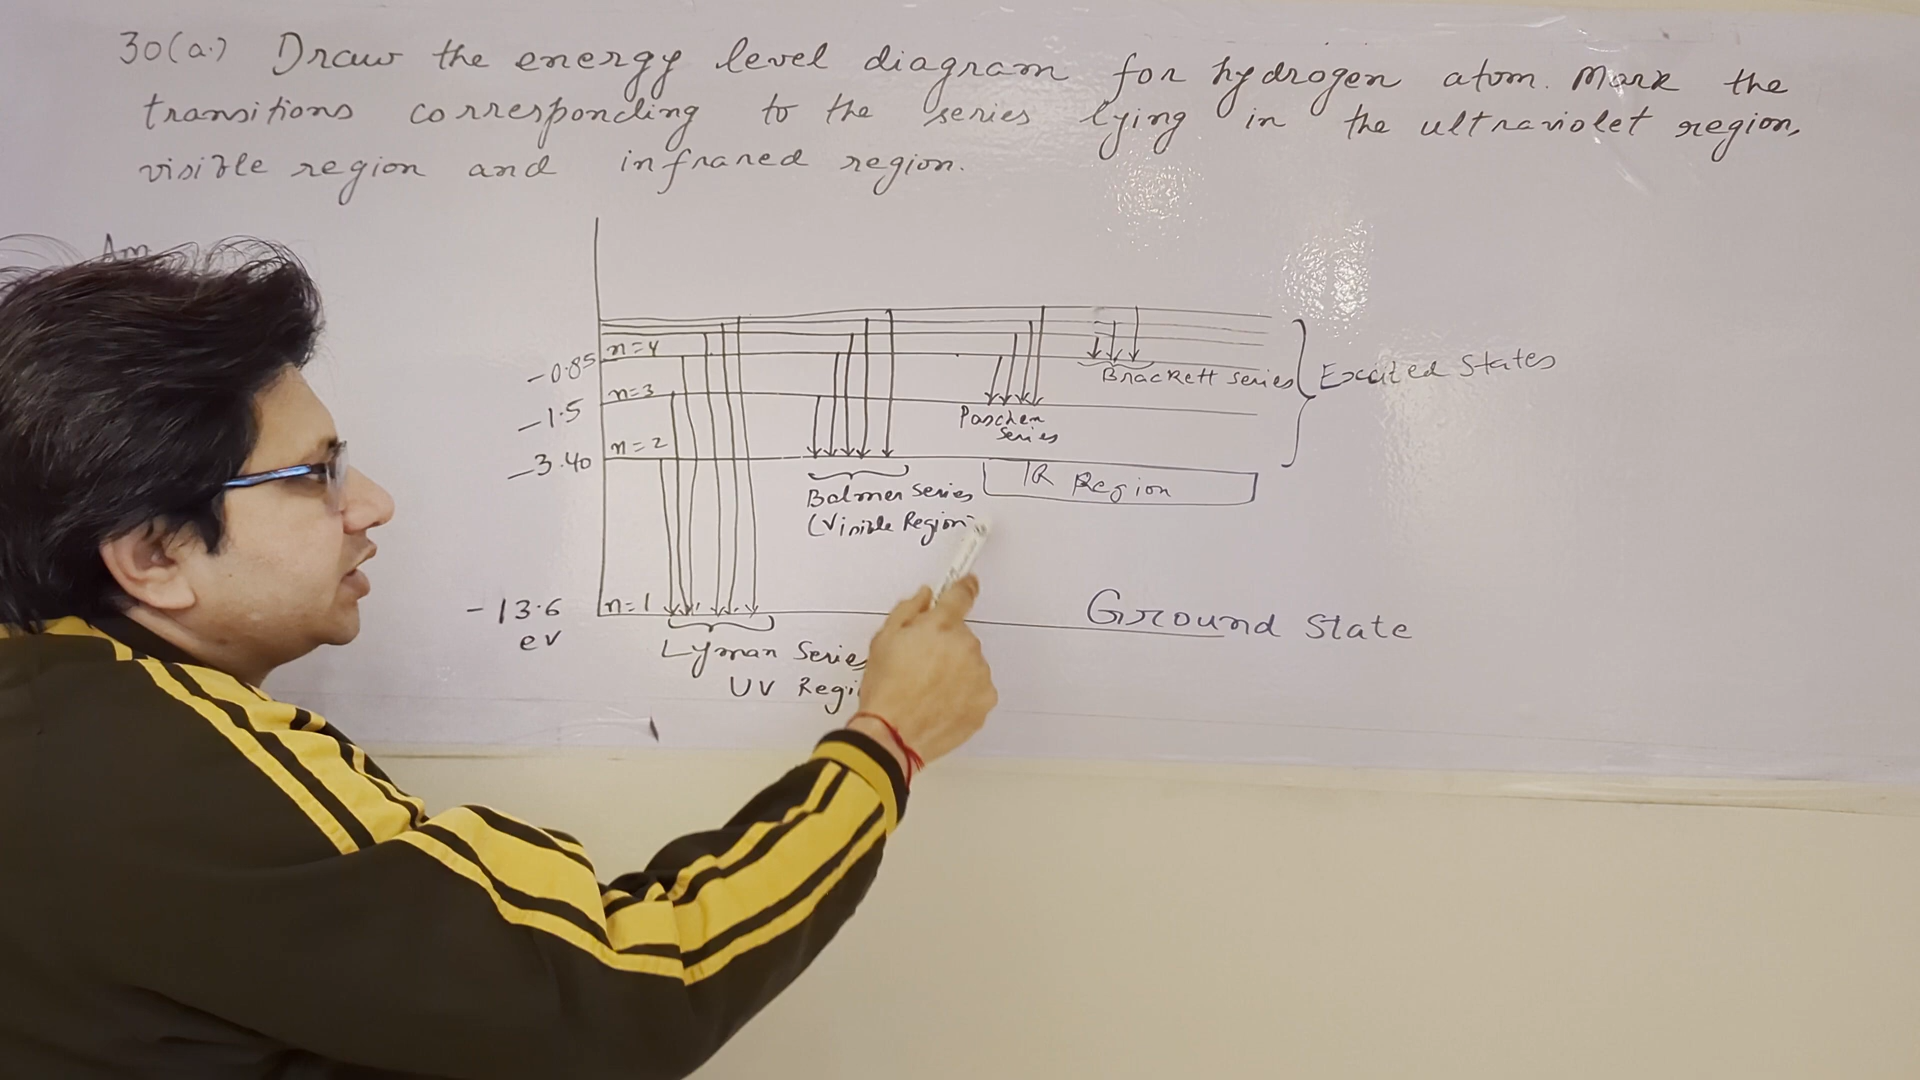 30(a.) Draw the energy level diagram for hydrogen atom. Mark the
transitions corresponding to the series lying in the ultraviolet region,
visible region and infrared region.
Ans
n=4
-0.85
n=3
-1.5
n=2
-3.40
n=1
-13.6
ev
Brackett series
Excited States
Paschen
Series
IR Region
Balmer series
(Visible Region
Ground State
Lyman Serie
UV Regi